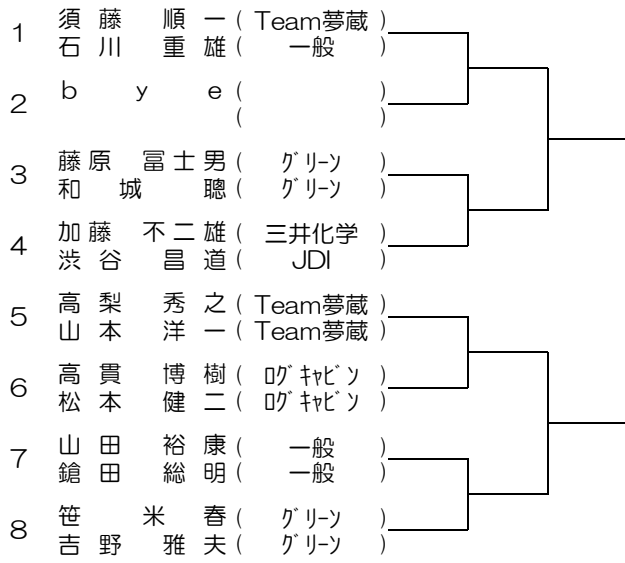 1 須藤 順一 ( Team夢蔵 )
石川 重雄 ( 一般 )
2 bye ( )
( )
3 藤原 冨士男 ( グリーン )
和城 聰 ( グリーン )
4 加藤 不二雄 ( 三井化学 )
渋谷 昌道 ( JDI )
5 高梨 秀之 ( Team夢蔵 )
山本 洋一 ( Team夢蔵 )
6 高貫 博樹 ( ログキャビン )
松本 健二 ( ログキャビン )
7 山田 裕康 ( 一般 )
鎗田 総明 ( 一般 )
8 笹 米春 ( グリーン )
吉野 雅夫 ( グリーン )